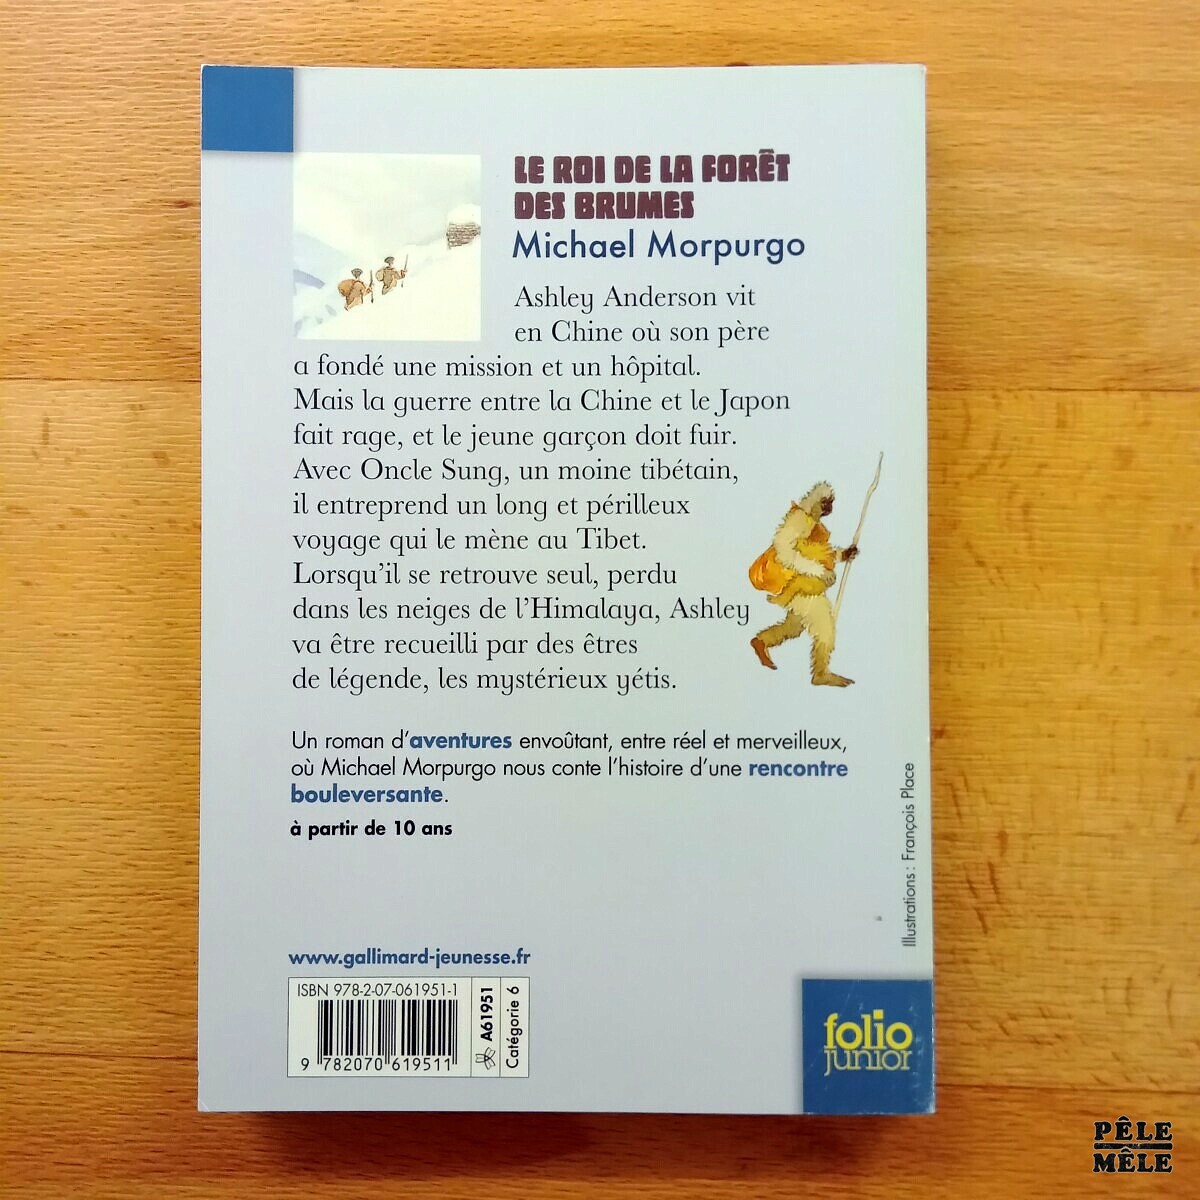 LE ROI DE LA FORÊT
DES BRUMES
Michael Morpurgo
Ashley Anderson vit
en Chine où son père
a fondé une mission et un hôpital.
Mais la guerre entre la Chine et le Japon
fait rage, et le jeune garçon doit fuir.
Avec Oncle Sung, un moine tibétain,
il entreprend un long et périlleux
voyage qui le mène au Tibet.
Lorsqu'il se retrouve seul, perdu
dans les neiges de l'Himalaya, Ashley
va être recueilli par des êtres
de légende, les mystérieux yétis.
Un roman d'aventures envoûtant, entre réel et merveilleux,
où Michael Morpurgo nous conte l'histoire d'une rencontre
bouleversante.
à partir de 10 ans
Illustrations : François Place
www.gallimard-jeunesse.fr
ISBN 978-2-07-061951-1
9 782070 619511
A61951
Catégorie 6
folio
junior
PÊLE
MÊLE